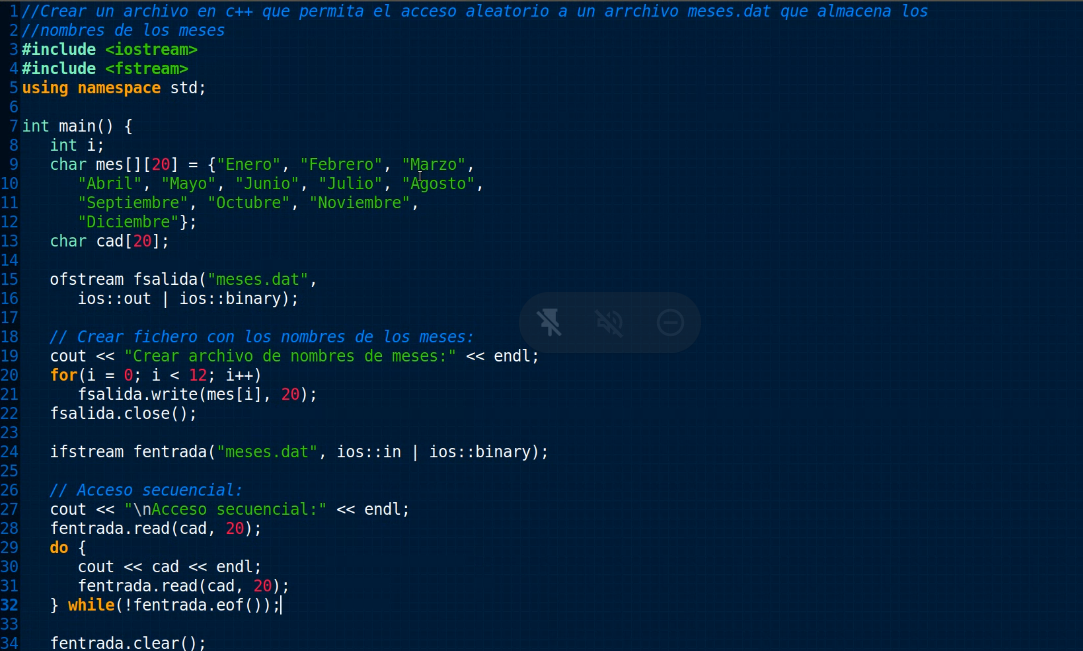 1//Crear un archivo en c++ que permita el acceso aleatorio a un arrchivo meses.dat que almacena los
2//nombres de los meses
3#include <iostream>
4#include <fstream>
5using namespace std;
6
7int main() {
8   int i;
9   char mes[][20] = {"Enero", "Febrero", "Marzo",
10      "Abril", "Mayo", "Junio", "Julio", "Agosto",
11      "Septiembre", "Octubre", "Noviembre",
12      "Diciembre"};
13   char cad[20];
14
15   ofstream fsalida("meses.dat",
16      ios::out | ios::binary);
17
18   // Crear fichero con los nombres de los meses:
19   cout << "Crear archivo de nombres de meses:" << endl;
20   for(i = 0; i < 12; i++)
21      fsalida.write(mes[i], 20);
22   fsalida.close();
23
24   ifstream fentrada("meses.dat", ios::in | ios::binary);
25
26   // Acceso secuencial:
27   cout << "\nAcceso secuencial:" << endl;
28   fentrada.read(cad, 20);
29   do {
30      cout << cad << endl;
31      fentrada.read(cad, 20);
32   } while(!fentrada.eof());
33
34   fentrada.clear();